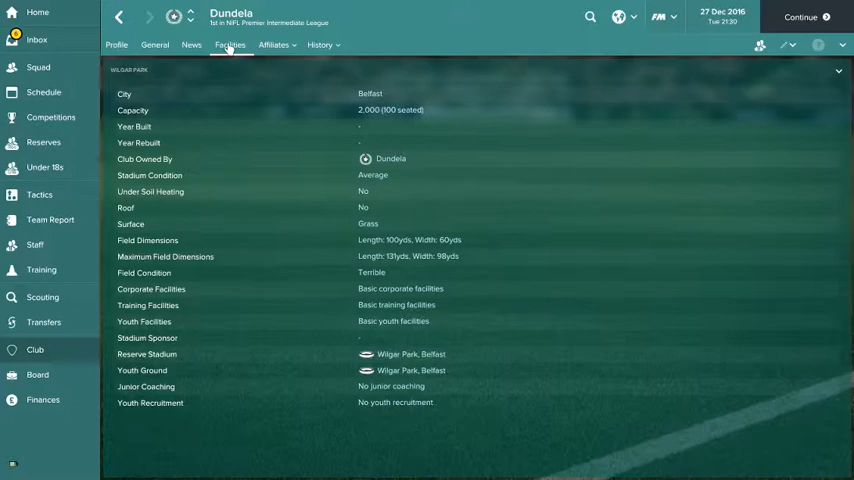 Home
Inbox
6
Squad
Schedule
Competitions
Reserves
Under 18s
Tactics
Team Report
Staff
Training
Scouting
Transfers
Club
Board
Finances
Dundela
1st in NIFL Premier Intermediate League
FM
27 Dec 2016
Tue 21:30
Continue
Profile General News Facilities Affiliates History
WILGAR PARK
City Belfast
Capacity 2,000 (100 seated)
Year Built -
Year Rebuilt -
Club Owned By Dundela
Stadium Condition Average
Under Soil Heating No
Roof No
Surface Grass
Field Dimensions Length: 100yds, Width: 60yds
Maximum Field Dimensions Length: 131yds, Width: 98yds
Field Condition Terrible
Corporate Facilities Basic corporate facilities
Training Facilities Basic training facilities
Youth Facilities Basic youth facilities
Stadium Sponsor -
Reserve Stadium Wilgar Park, Belfast
Youth Ground Wilgar Park, Belfast
Junior Coaching No junior coaching
Youth Recruitment No youth recruitment